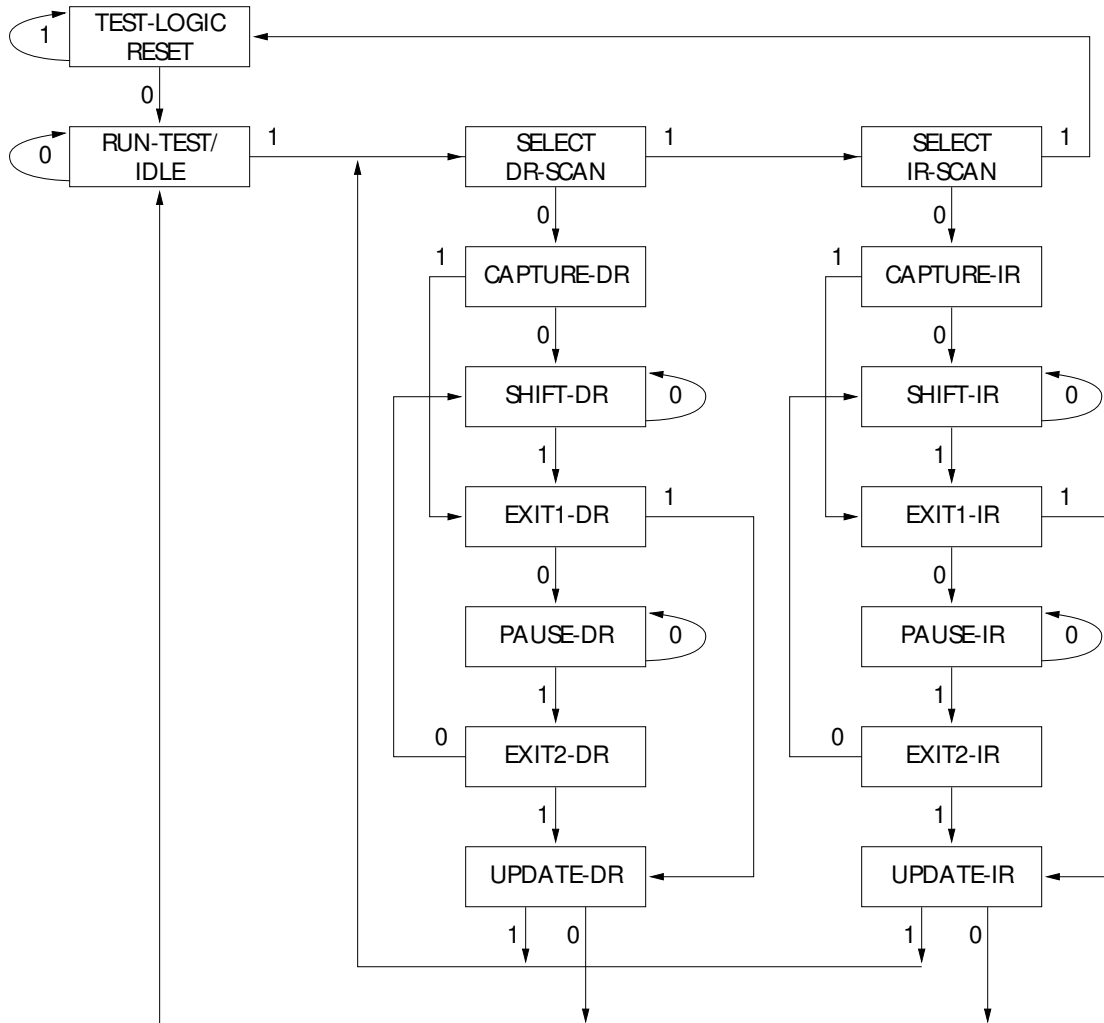 TEST-LOGIC
RESET
1
0
RUN-TEST/
IDLE
0
1
SELECT
DR-SCAN
1
SELECT
IR-SCAN
1
0
0
1
CAPTURE-DR
1
CAPTURE-IR
0
0
SHIFT-DR
0
SHIFT-IR
0
1
1
EXIT1-DR
1
EXIT1-IR
1
0
0
PAUSE-DR
0
PAUSE-IR
0
1
1
0
EXIT2-DR
0
EXIT2-IR
1
1
UPDATE-DR
UPDATE-IR
1
0
1
0